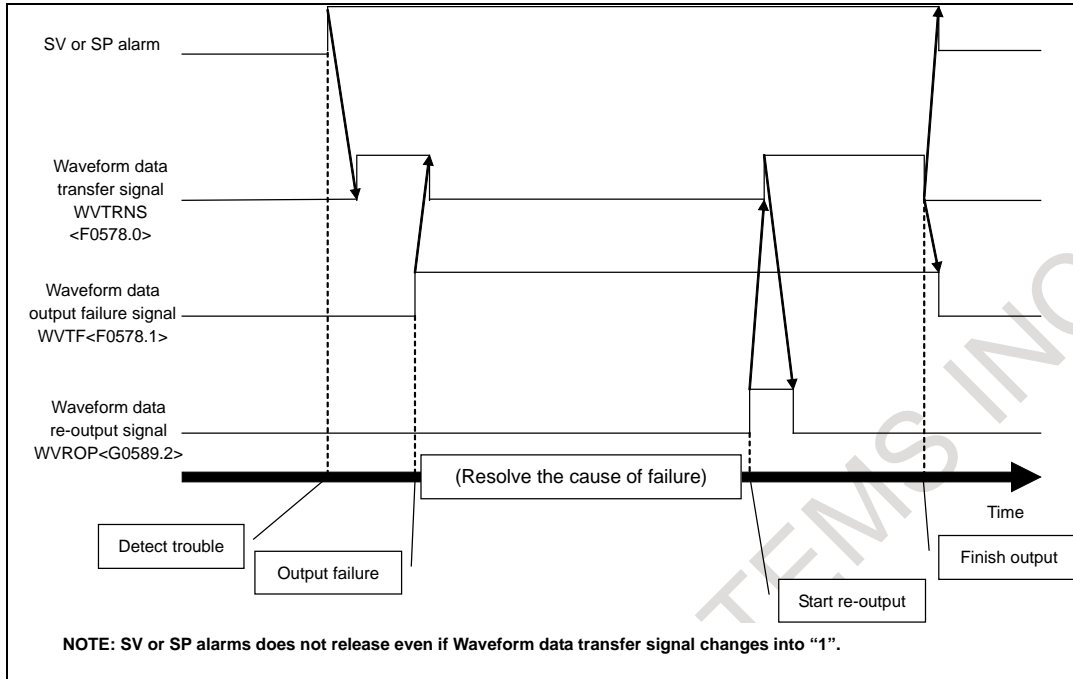 SV or SP alarm
Waveform data
transfer signal
WVTRNS
<F0578.0>
Waveform data
output failure signal
WVTF<F0578.1>
Waveform data
re-output signal
WVROP<G0589.2>
(Resolve the cause of failure)
Time
Detect trouble
Output failure
Start re-output
Finish output
NOTE: SV or SP alarms does not release even if Waveform data transfer signal changes into “1”.
TEMS INC